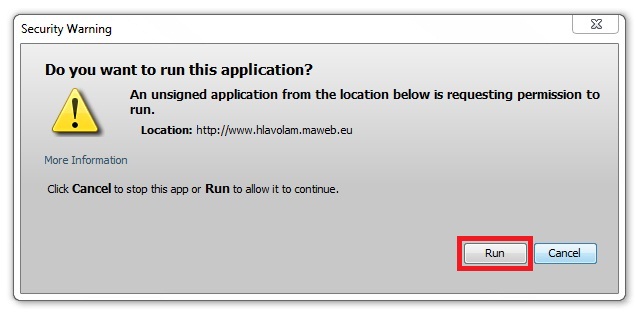 Security Warning
Do you want to run this application?
An unsigned application from the location below is requesting permission to
run.
Location: http://www.hlavolam.maweb.eu
More Information
Click Cancel to stop this app or Run to allow it to continue.
Run Cancel